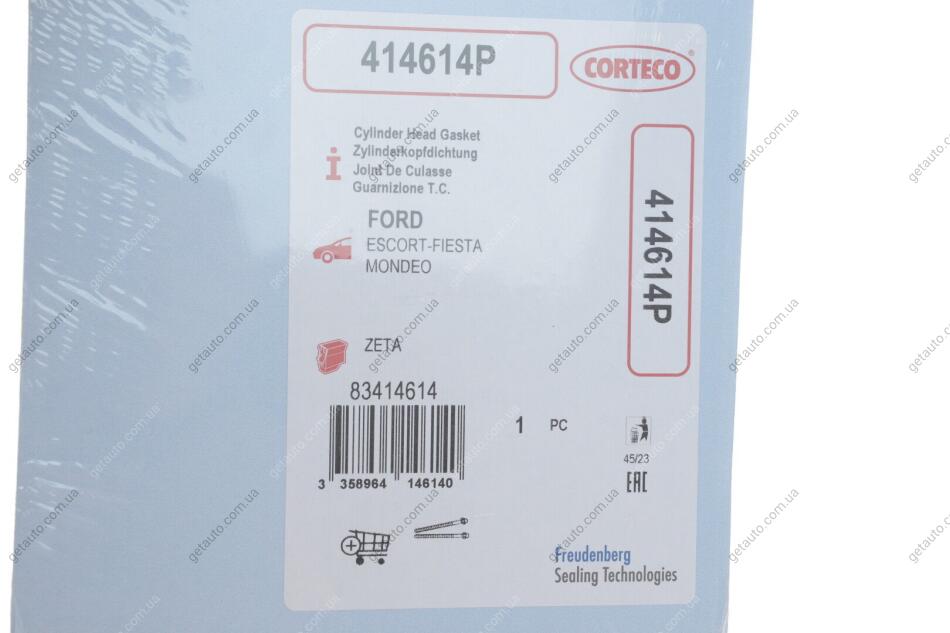 414614P
CORTECO®
Cylinder Head Gasket
Zylinderkopfdichtung
Joint De Culasse
Guarnizione T.C.
FORD
ESCORT-FIESTA
MONDEO
414614P
ZETA
83414614
1 PC
3 358964 146140
45/23
EAC
Freudenberg
Sealing Technologies
getauto.com.ua